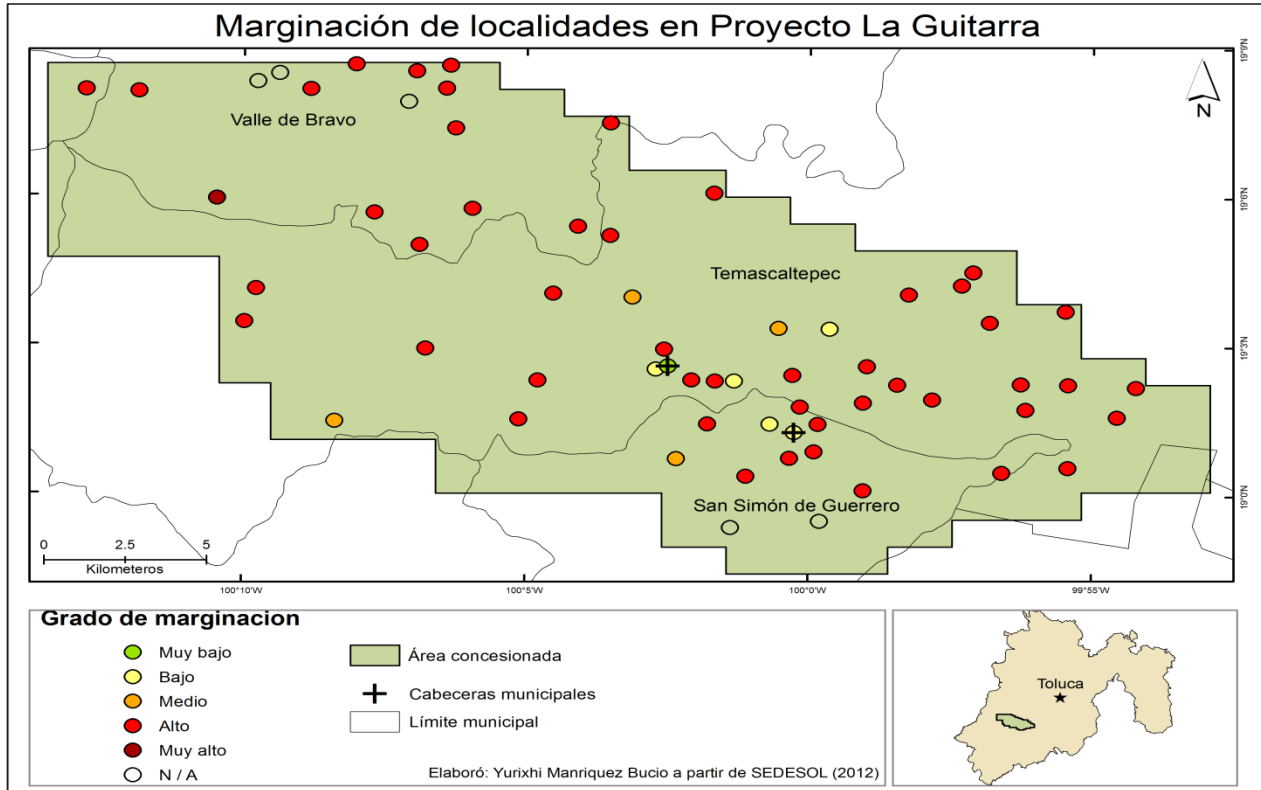 Marginación de localidades en Proyecto La Guitarra
Valle de Bravo
Temascaltepec
San Simón de Guerrero
N
19°9'N
19°6'N
19°3'N
19°0'N
0 2.5 5
Kilometeros
100°10'W
100°5'W
100°0'W
99°55'W
Grado de marginacion
Muy bajo
Bajo
Medio
Alto
Muy alto
N / A
Área concesionada
Cabeceras municipales
Límite municipal
Elaboró: Yurixhi Manriquez Bucio a partir de SEDESOL (2012)
Toluca